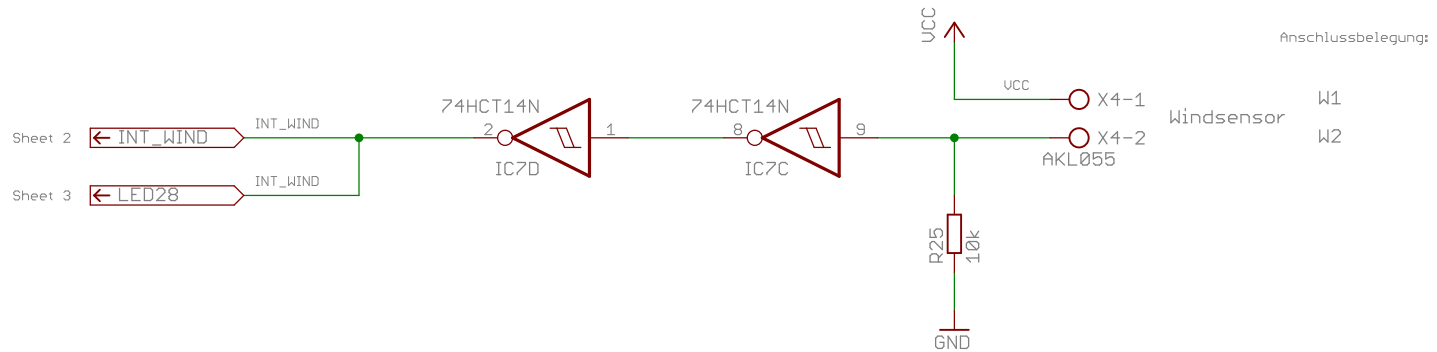 VCC
Anschlussbelegung:
74HCT14N
74HCT14N
VCC
X4-1
W1
Windsensor
Sheet 2
INT_WIND
INT_WIND
2
1
8
9
X4-2
W2
IC7D
IC7C
AKL055
Sheet 3
LED28
INT_WIND
R25
10k
GND